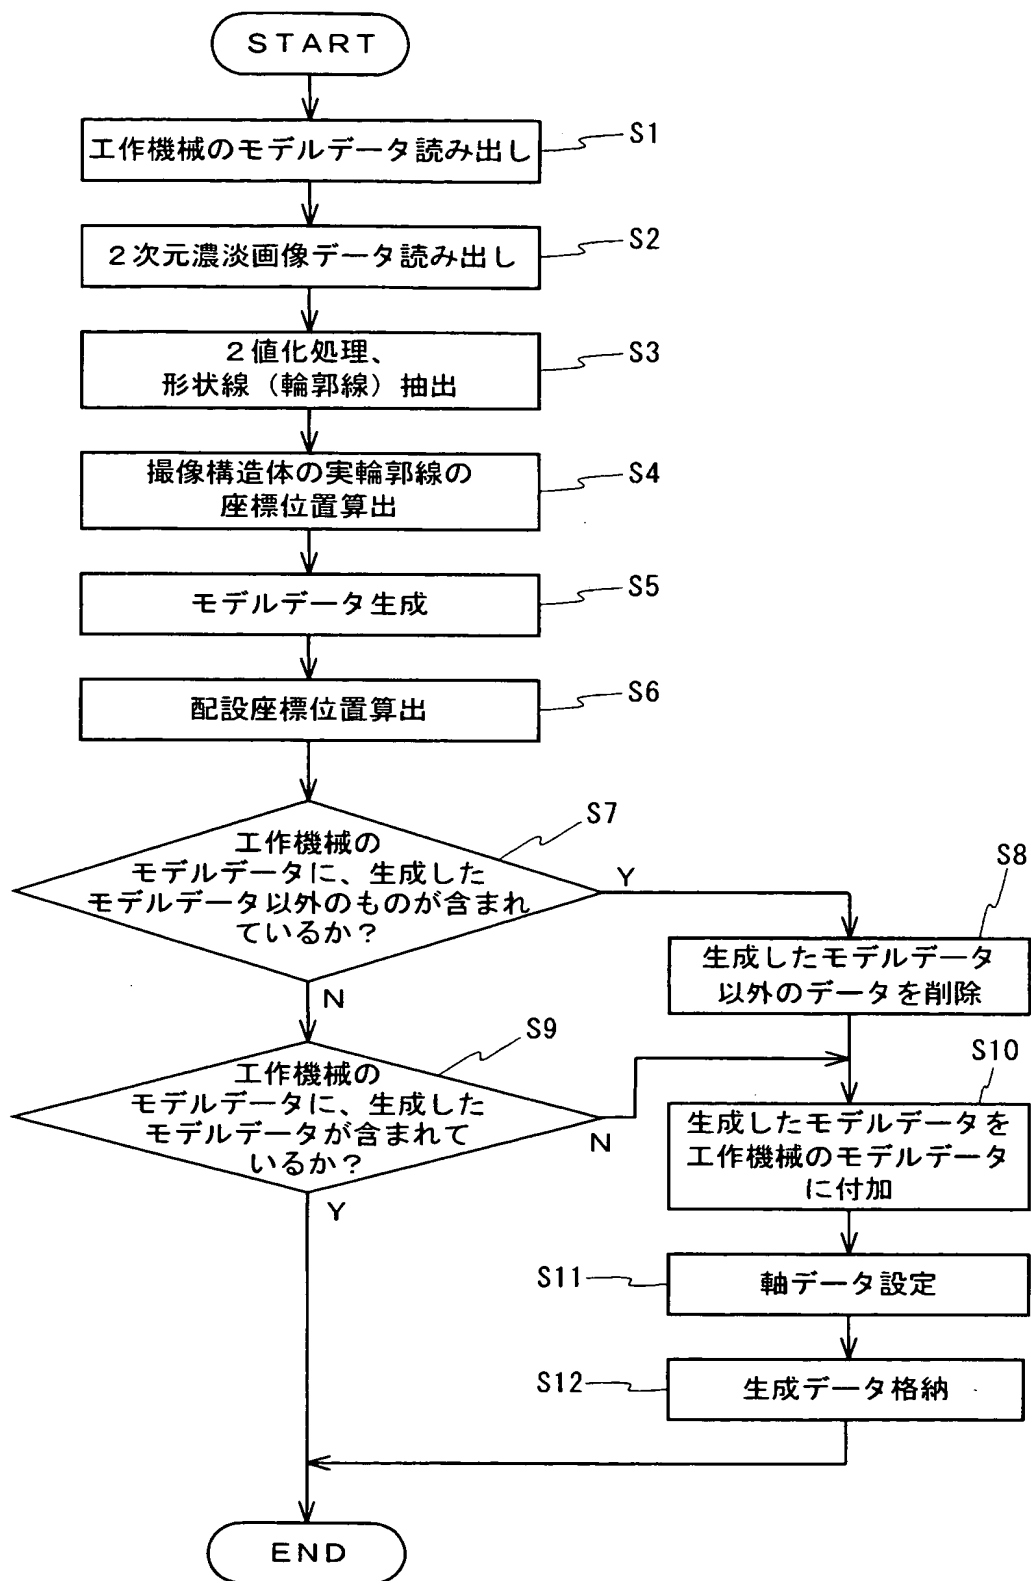 START
工作機械のモデルデータ読み出し
S1
２次元濃淡画像データ読み出し
S2
２値化処理、
形状線（輪郭線）抽出
S3
撮像構造体の実輪郭線の
座標位置算出
S4
モデルデータ生成
S5
配設座標位置算出
S6
工作機械の
モデルデータに、生成した
モデルデータ以外のものが含まれ
ているか？
S7
Y
N
生成したモデルデータ
以外のデータを削除
S8
工作機械の
モデルデータに、生成した
モデルデータが含まれて
いるか？
S9
N
Y
生成したモデルデータを
工作機械のモデルデータ
に付加
S10
軸データ設定
S11
生成データ格納
S12
END